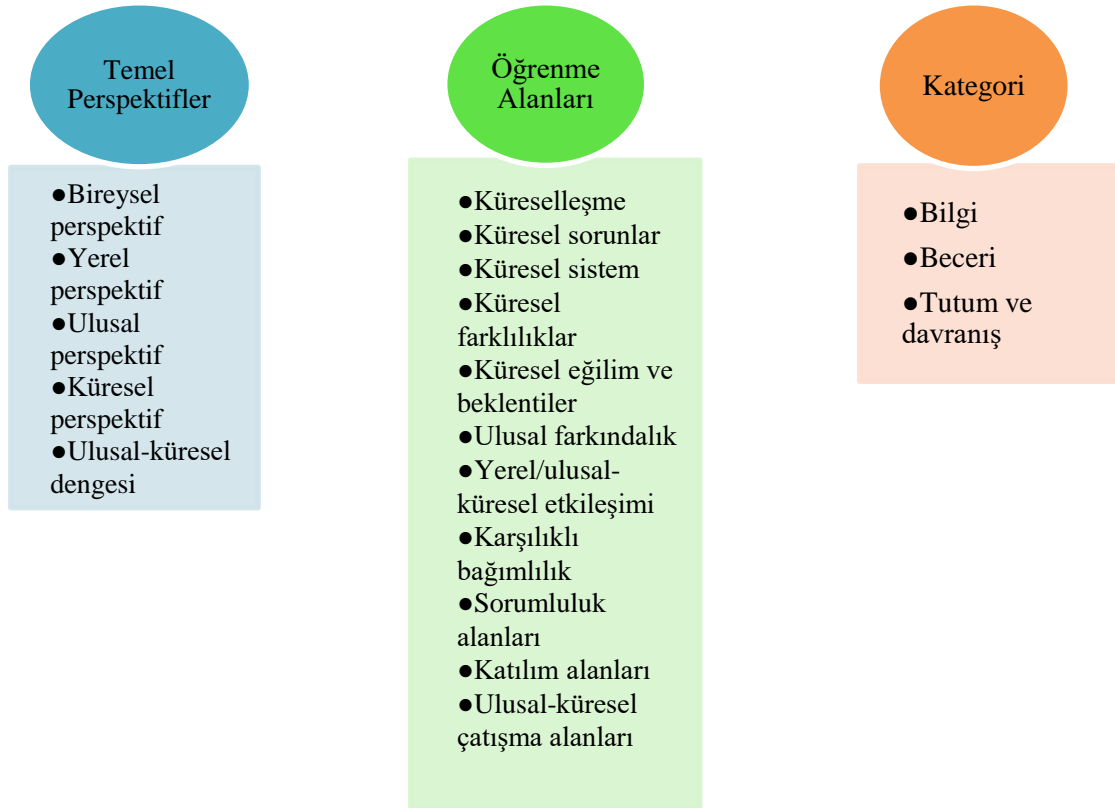 Temel
Perspektifler
●Bireysel
perspektif
●Yerel
perspektif
●Ulusal
perspektif
●Küresel
perspektif
●Ulusal-küresel
dengesi
Öğrenme
Alanları
●Küreselleşme
●Küresel sorunlar
●Küresel sistem
●Küresel
farklılıklar
●Küresel eğilim ve
beklentiler
●Ulusal farkındalık
●Yerel/ulusal-
küresel etkileşimi
●Karşılıklı
bağımlılık
●Sorumluluk
alanları
●Katılım alanları
●Ulusal-küresel
çatışma alanları
Kategori
●Bilgi
●Beceri
●Tutum ve
davranış